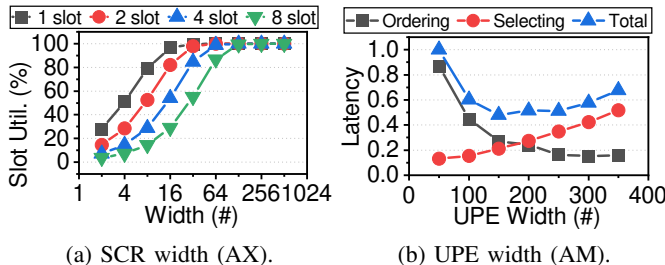 1 slot 2 slot 4 slot 8 slot
Slot Util. (%)
100
80
60
40
20
0
1 4 16 64 256 1024
Width (#)
(a) SCR width (AX).
Ordering Selecting Total
Latency
1.0
0.8
0.6
0.4
0.2
0.0
0 100 200 300 400
UPE Width (#)
(b) UPE width (AM).